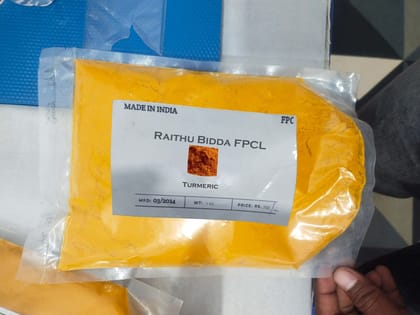 MADE IN INDIA
FPC
RAITHU BIDDA FPCL
TURMERIC
MFD: 03/2024 WT: PRICE: RS.